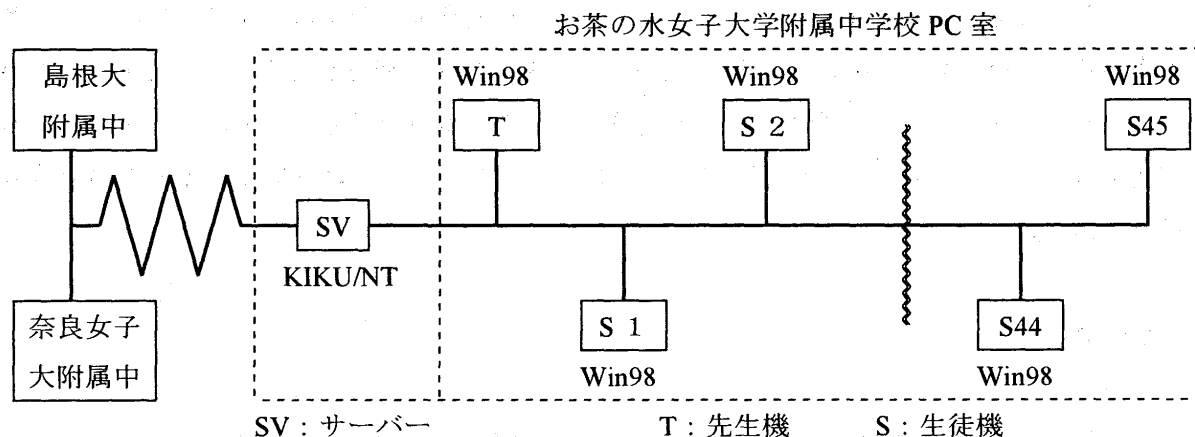 お茶の水女子大学附属中学校 PC 室
島根大
附属中
Win98
T
Win98
S 2
Win98
S45
SV
KIKU/NT
奈良女子
大附属中
S 1
Win98
S44
Win98
SV：サーバー
T：先生機
S：生徒機